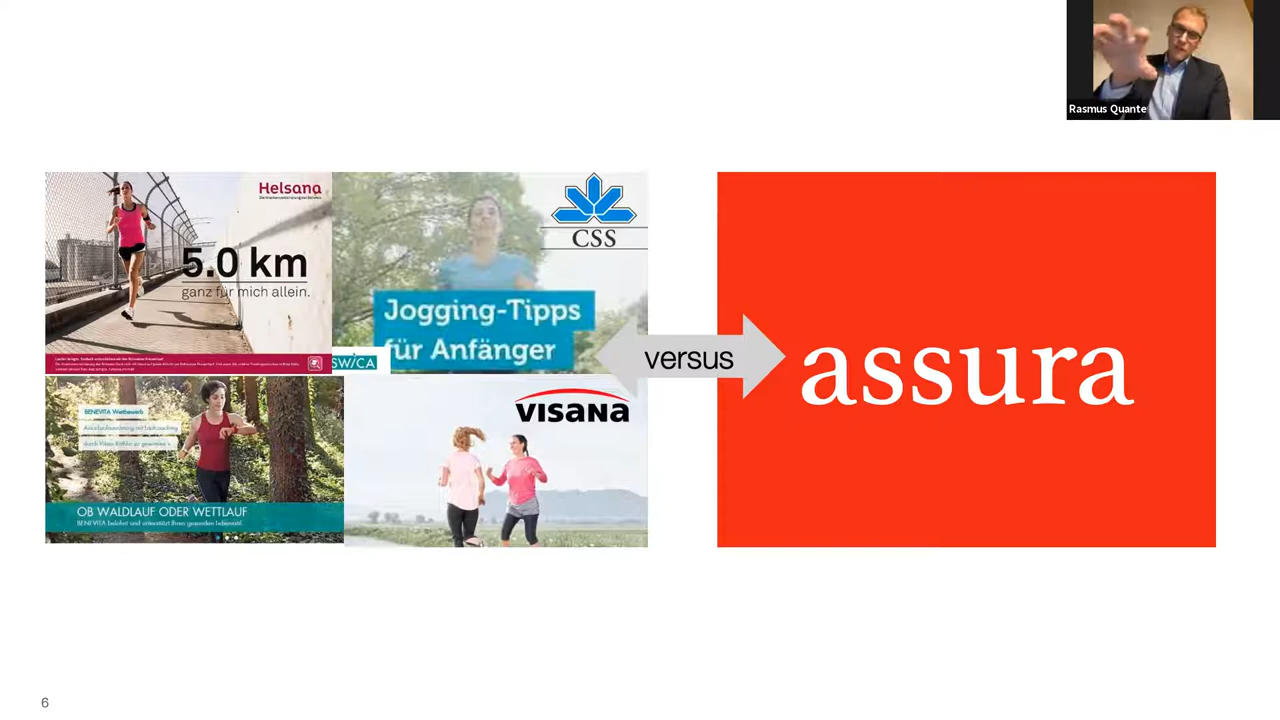 Rasmus Quante
Helsana
5.0 km
ganz für mich allein.
CSS
Jogging-Tipps
für Anfänger
SWICA
BENEVITA Wettbewerb
OB WALDLAUF ODER WETTLAUF
BENEVITA belohnt und unterstützt Ihren gesunden Lebensstil.
VISANA
versus
assura
6